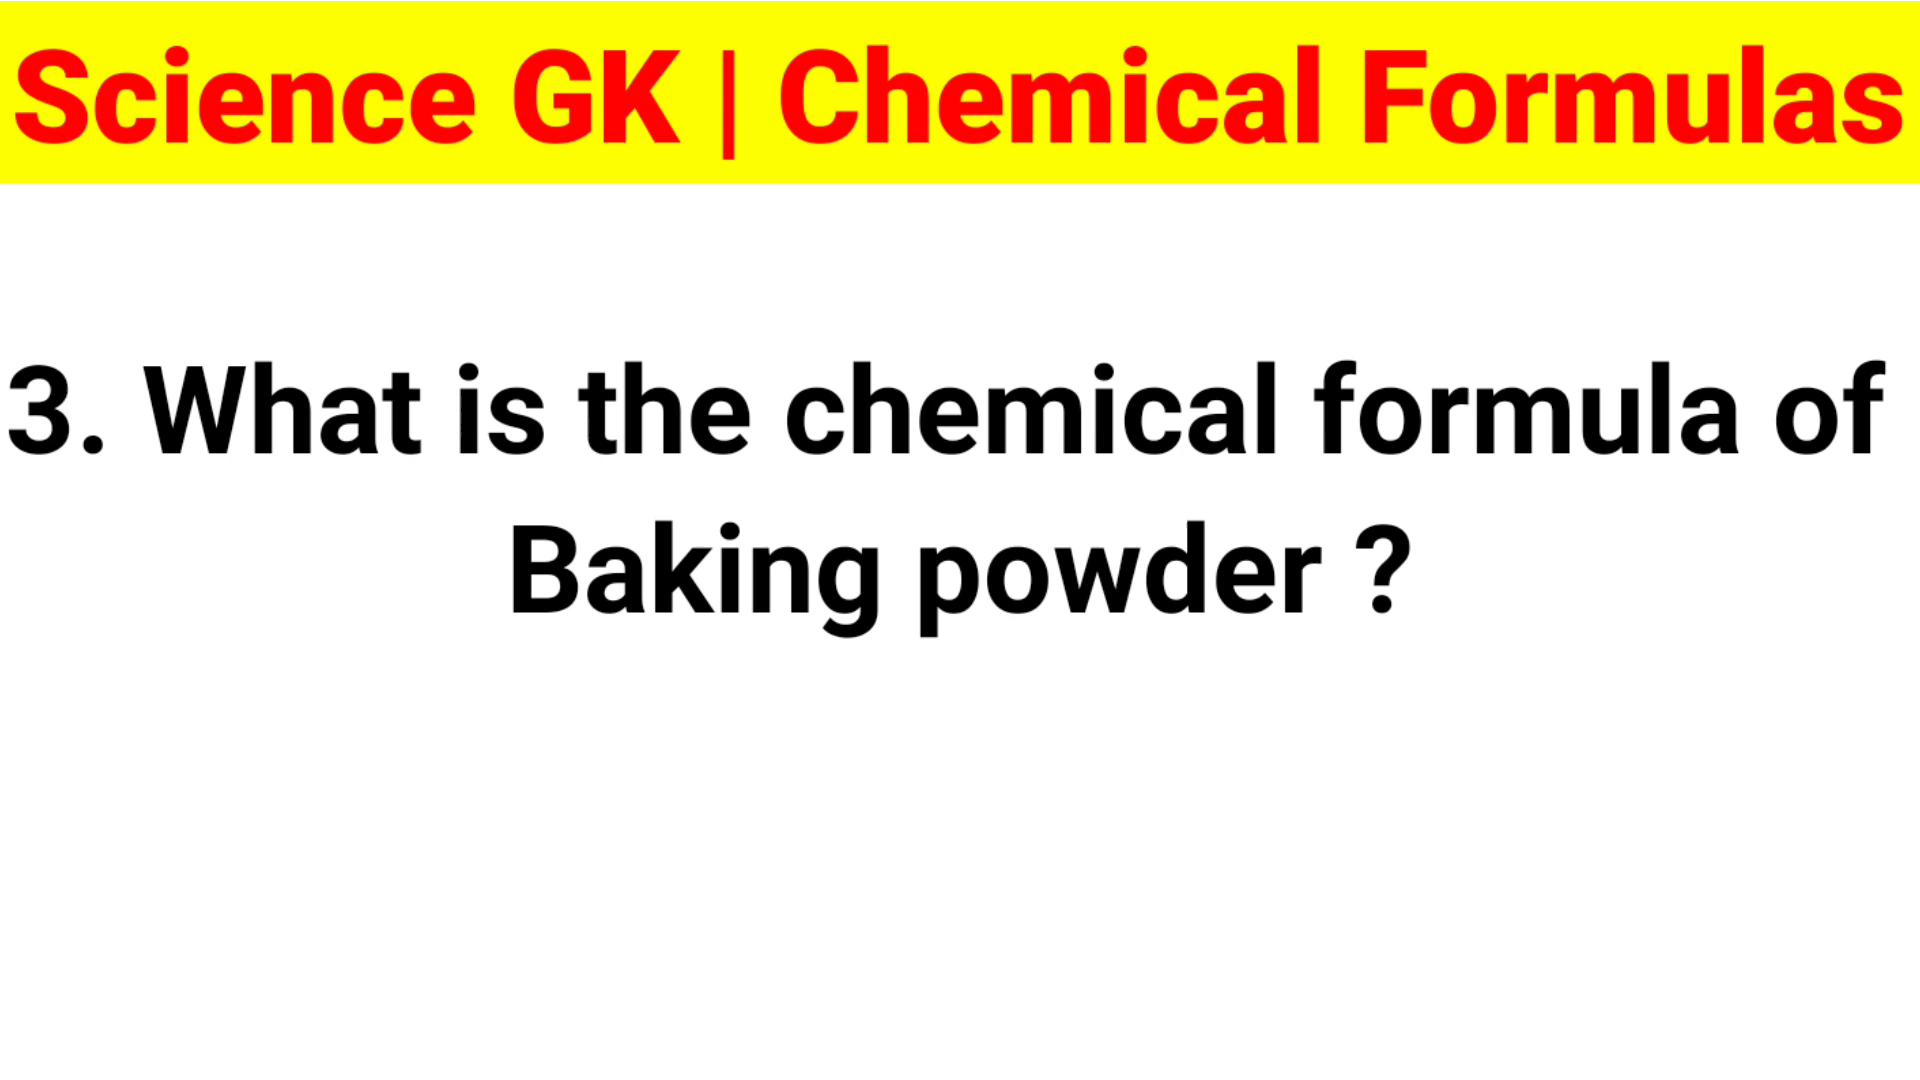 Science GK | Chemical Formulas
3. What is the chemical formula of
Baking powder ?